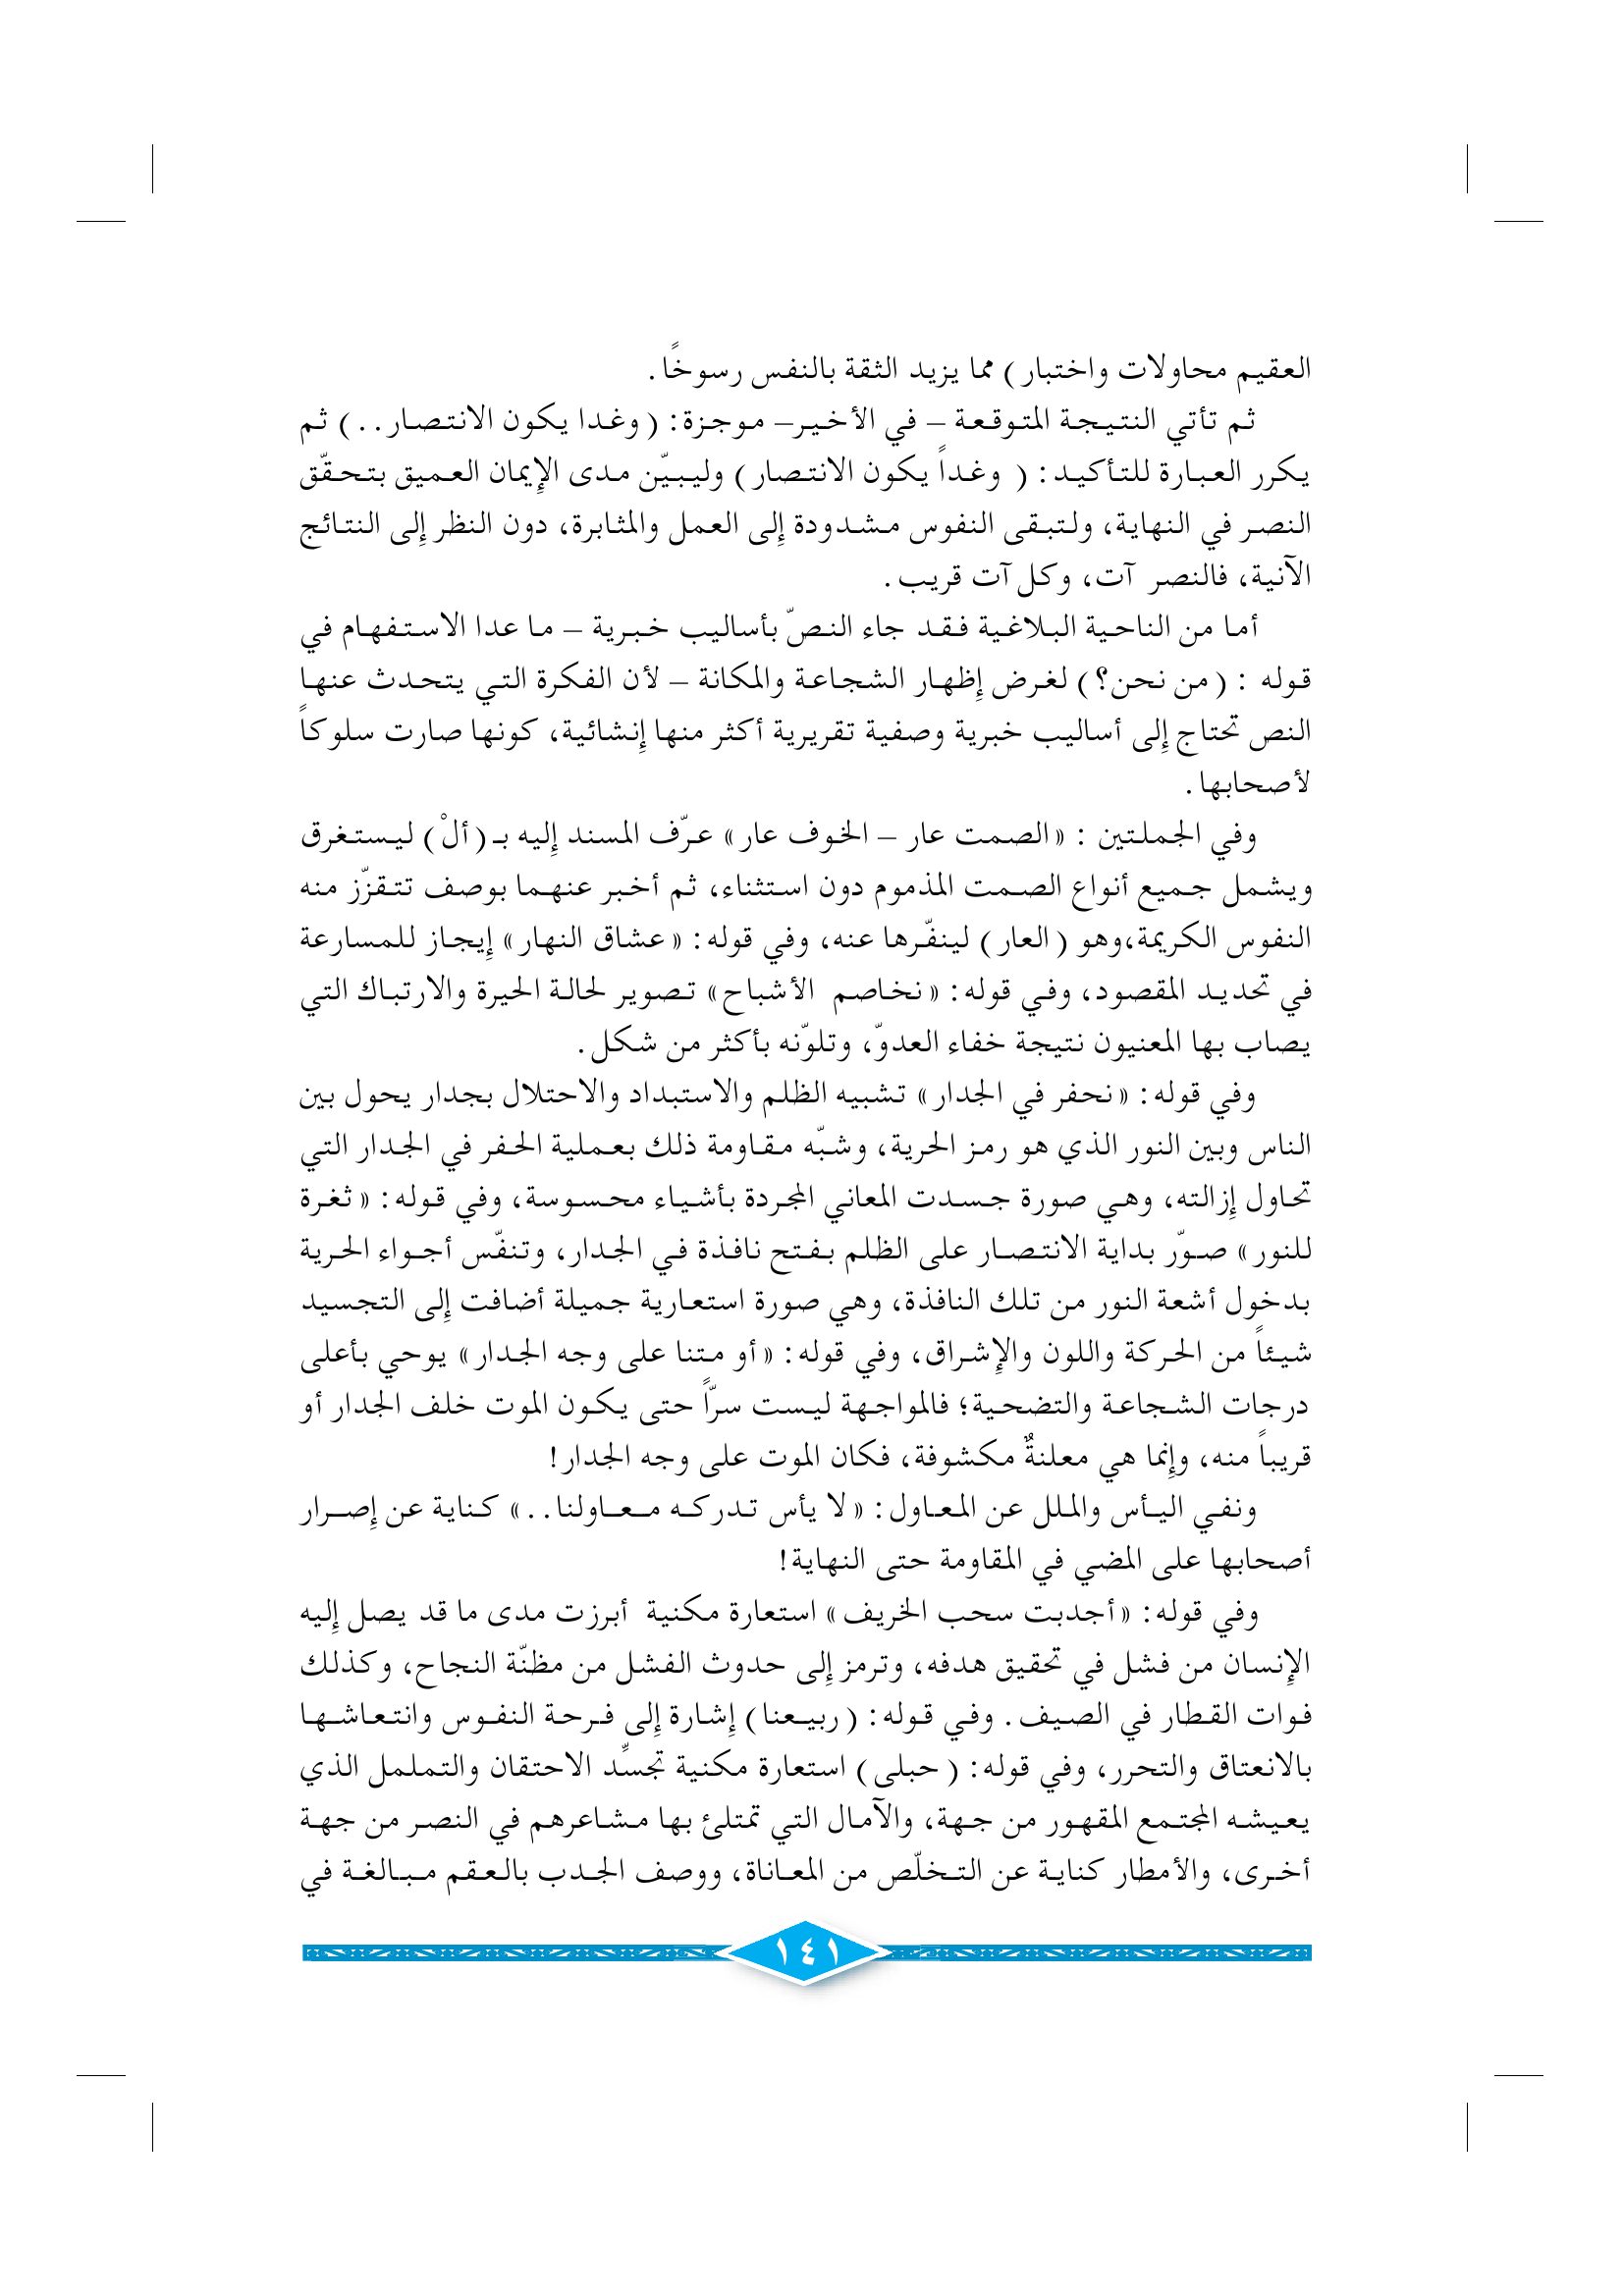 العقيم محاولات واختبار) مما يزيد الثقة بالنفس رسوخًا.
ثم تأتي النتيجة المتوقعة – في الأخير– موجزة: (وغدا يكون الانتصار..) ثم
يكرر العبارة للتأكيد: ( وغداً يكون الانتصار) وليبيّن مدى الإيمان العميق بتحقّق
النصر في النهاية، ولتبقى النفوس مشدودة إلى العمل والمثابرة، دون النظر إلى النتائج
الآنية، فالنصر آت، وكل آت قريب.
أما من الناحية البلاغية فقد جاء النصّ بأساليب خبرية – ما عدا الاستفهام في
قوله : (من نحن؟) لغرض إظهار الشجاعة والمكانة – لأن الفكرة التي يتحدث عنها
النص تحتاج إلى أساليب خبرية وصفية تقريرية أكثر منها إنشائية، كونها صارت سلوكاً
لأصحابها.
وفي الجملتين : «الصمت عار – الخوف عار» عرّف المسند إليه بـ (ألْ) ليستغرق
ويشمل جميع أنواع الصمت المذموم دون استثناء، ثم أخبر عنهما بوصف تتقزّز منه
النفوس الكريمة،وهو (العار) لينفّرها عنه، وفي قوله: «عشاق النهار» إيجاز للمسارعة
في تحديد المقصود، وفي قوله: «نخاصم الأشباح» تصوير لحالة الحيرة والارتباك التي
يصاب بها المعنيون نتيجة خفاء العدوّ، وتلوّنه بأكثر من شكل.
وفي قوله: «نحفر في الجدار» تشبيه الظلم والاستبداد والاحتلال بجدار يحول بين
الناس وبين النور الذي هو رمز الحرية، وشبّه مقاومة ذلك بعملية الحفر في الجدار التي
تحاول إزالته، وهي صورة جسدت المعاني المجردة بأشياء محسوسة، وفي قوله: «ثغرة
للنور» صوّر بداية الانتصار على الظلم بفتح نافذة في الجدار، وتنفّس أجواء الحرية
بدخول أشعة النور من تلك النافذة، وهي صورة استعارية جميلة أضافت إلى التجسيد
شيئاً من الحركة واللون والإشراق، وفي قوله: «أو متنا على وجه الجدار» يوحي بأعلى
درجات الشجاعة والتضحية؛ فالمواجهة ليست سرّاً حتى يكون الموت خلف الجدار أو
قريباً منه، وإنما هي معلنةٌ مكشوفة، فكان الموت على وجه الجدار!
ونفي اليأس والملل عن المعاول: «لا يأس تدركه معاولنا..» كناية عن إصرار
أصحابها على المضي في المقاومة حتى النهاية!
وفي قوله: «أجدبت سحب الخريف» استعارة مكنية أبرزت مدى ما قد يصل إليه
الإنسان من فشل في تحقيق هدفه، وترمز إلى حدوث الفشل من مظنّة النجاح، وكذلك
فوات القطار في الصيف. وفي قوله: (ربيعنا) إشارة إلى فرحة النفوس وانتعاشها
بالانعتاق والتحرر، وفي قوله: (حبلى) استعارة مكنية تجسِّد الاحتقان والتململ الذي
يعيشه المجتمع المقهور من جهة، والآمال التي تمتلئ بها مشاعرهم في النصر من جهة
أخرى، والأمطار كناية عن التخلّص من المعاناة، ووصف الجدب بالعقم مبالغة في
١٤١